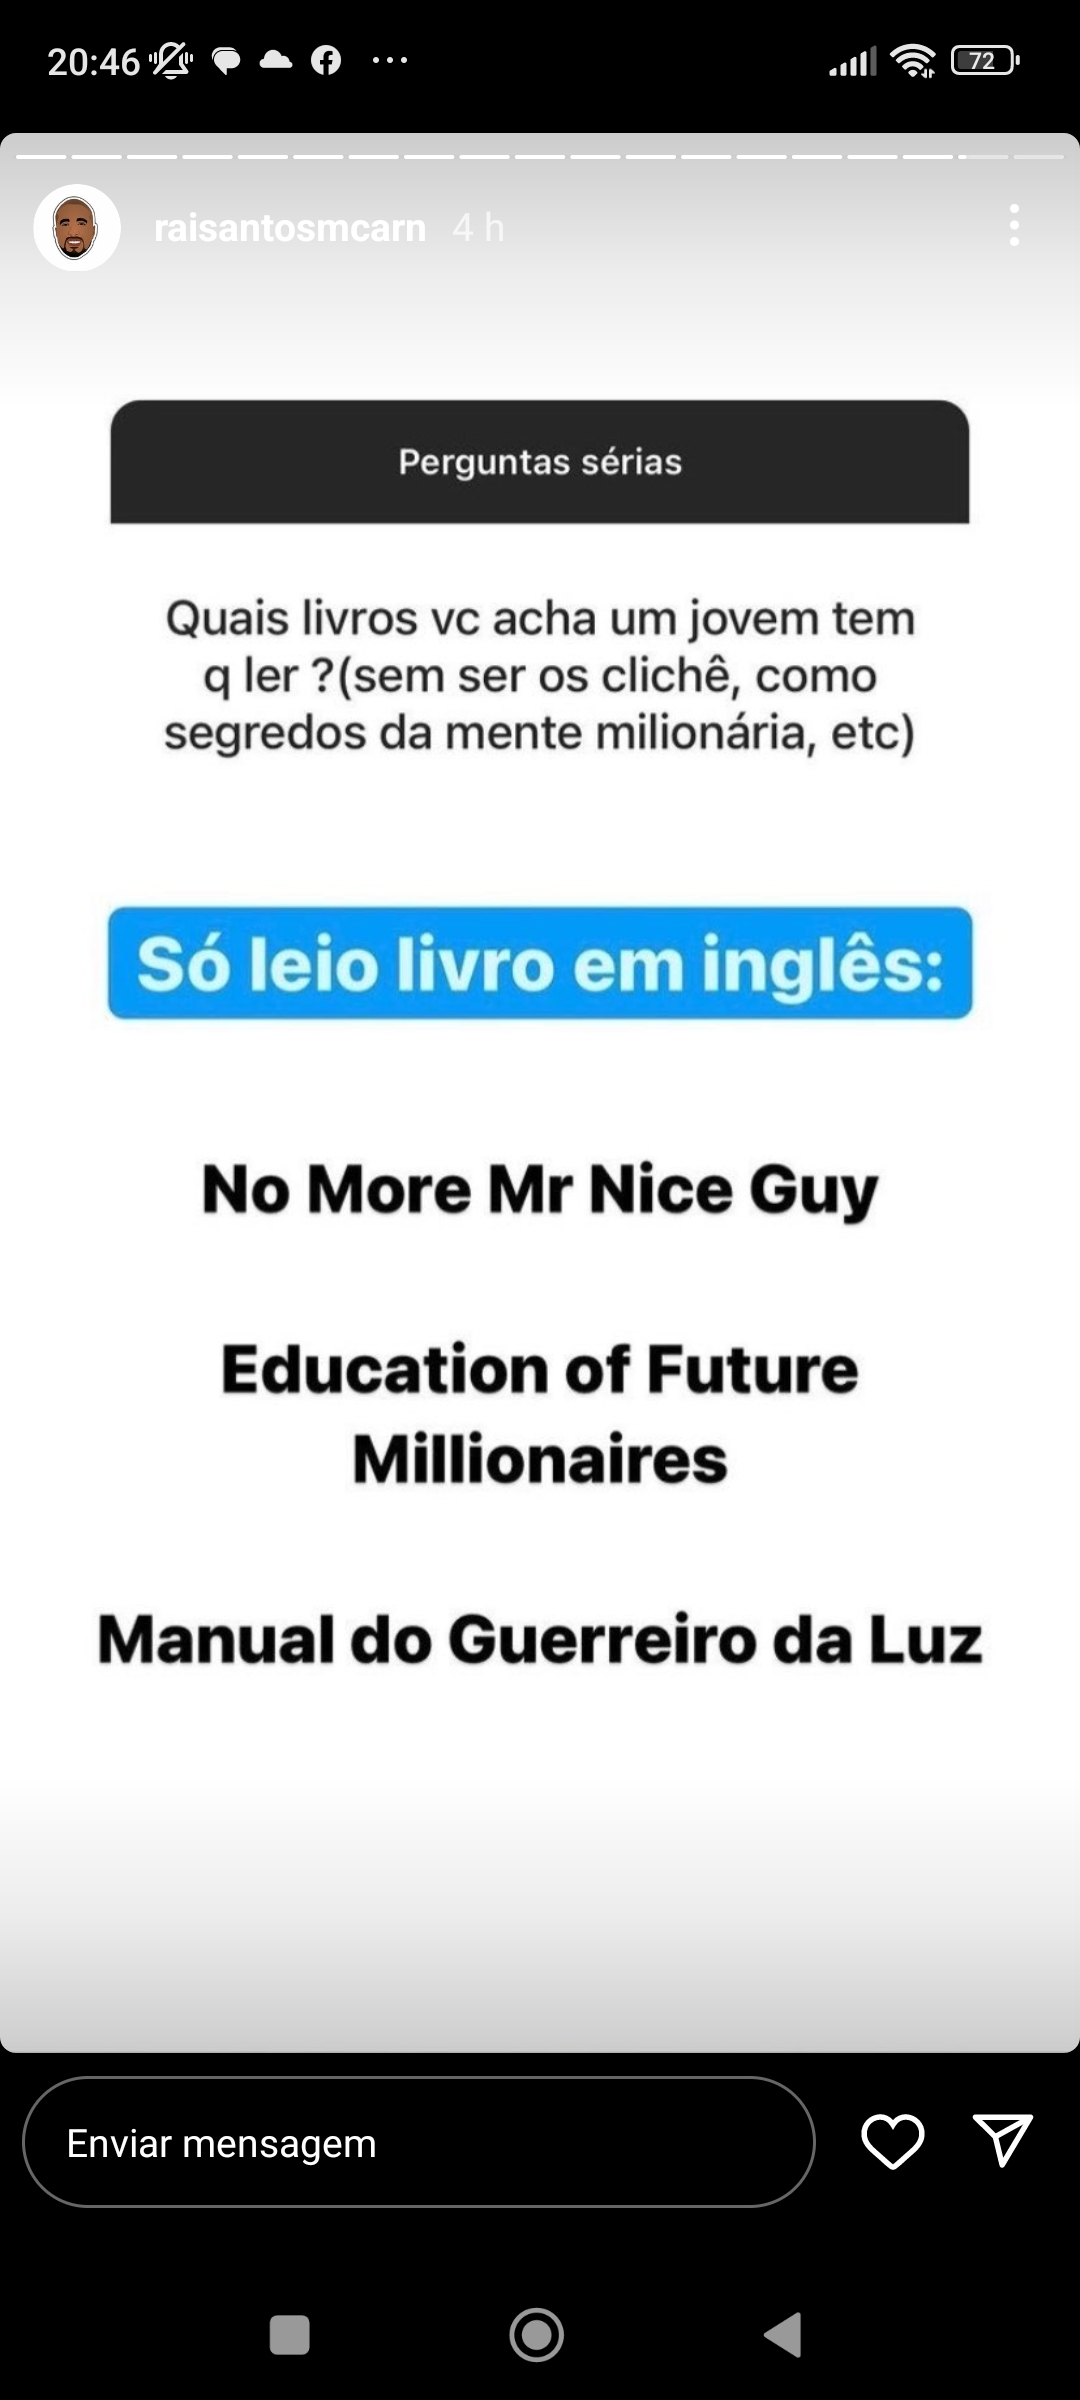 20:46
72
raisantosmcarn 4 h
Perguntas sérias
Quais livros vc acha um jovem tem
q ler ?(sem ser os clichê, como
segredos da mente milionária, etc)
Só leio livro em inglês:
No More Mr Nice Guy
Education of Future
Millionaires
Manual do Guerreiro da Luz
Enviar mensagem